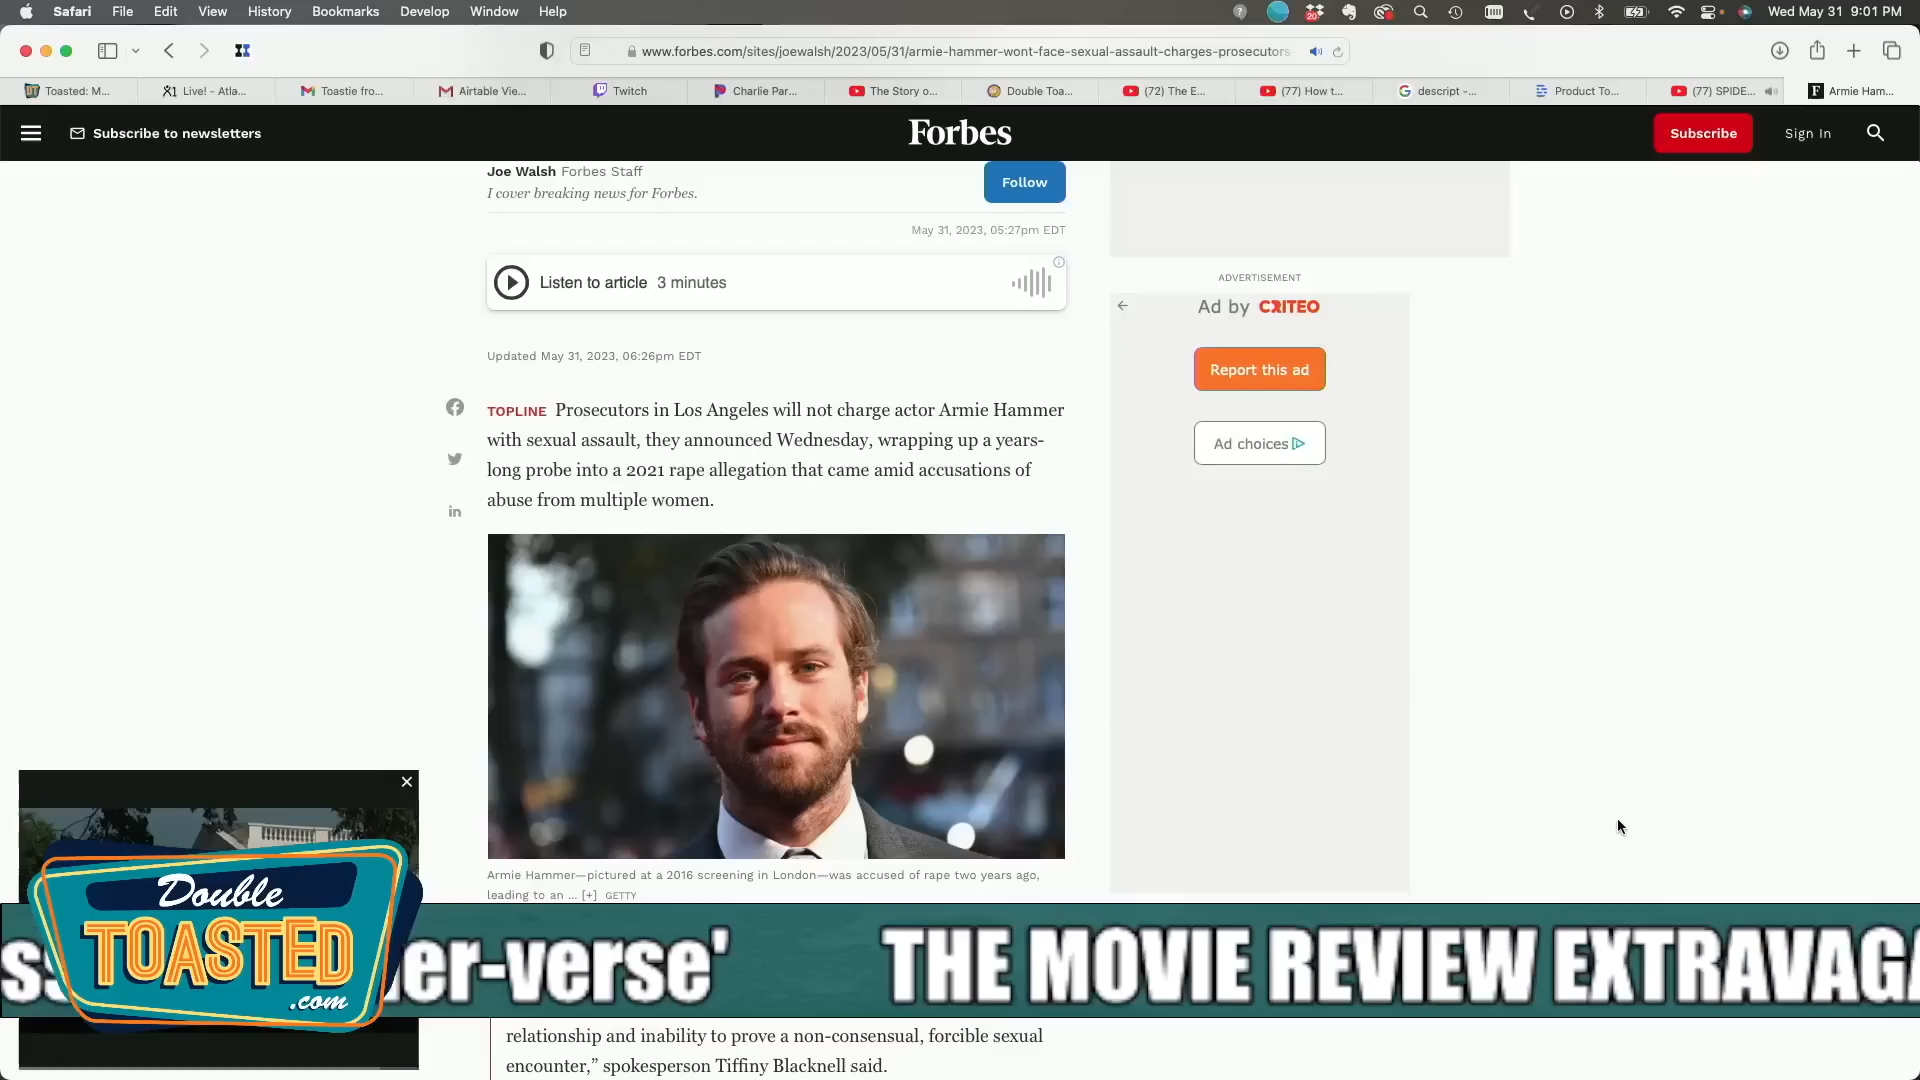 Safari File Edit View History Bookmarks Develop Window Help
20
Wed May 31 9:01 PM
www.forbes.com/sites/joewalsh/2023/05/31/armie-hammer-wont-face-sexual-assault-charges-prosecutors-
Toasted: M...
Live! - Atla...
Toastie fro...
Airtable Vie...
Twitch
Charlie Par...
The Story o...
Double Toa...
(72) The E...
(77) How t...
descript -...
Product To...
(77) SPIDE...
Armie Ham...
Subscribe to newsletters
Forbes
Subscribe
Sign In
Joe Walsh Forbes Staff
I cover breaking news for Forbes.
Follow
May 31, 2023, 05:27pm EDT
Listen to article 3 minutes
Updated May 31, 2023, 06:26pm EDT
TOPLINE Prosecutors in Los Angeles will not charge actor Armie Hammer
with sexual assault, they announced Wednesday, wrapping up a years-
long probe into a 2021 rape allegation that came amid accusations of
abuse from multiple women.
Armie Hammer—pictured at a 2016 screening in London—was accused of rape two years ago,
leading to an ... [+] GETTY
ADVERTISEMENT
Ad by CRITEO
Report this ad
Ad choices
Double
TOASTED
.com
er-verse' THE MOVIE REVIEW EXTRAVAGA
relationship and inability to prove a non-consensual, forcible sexual
encounter,” spokesperson Tiffiny Blacknell said.